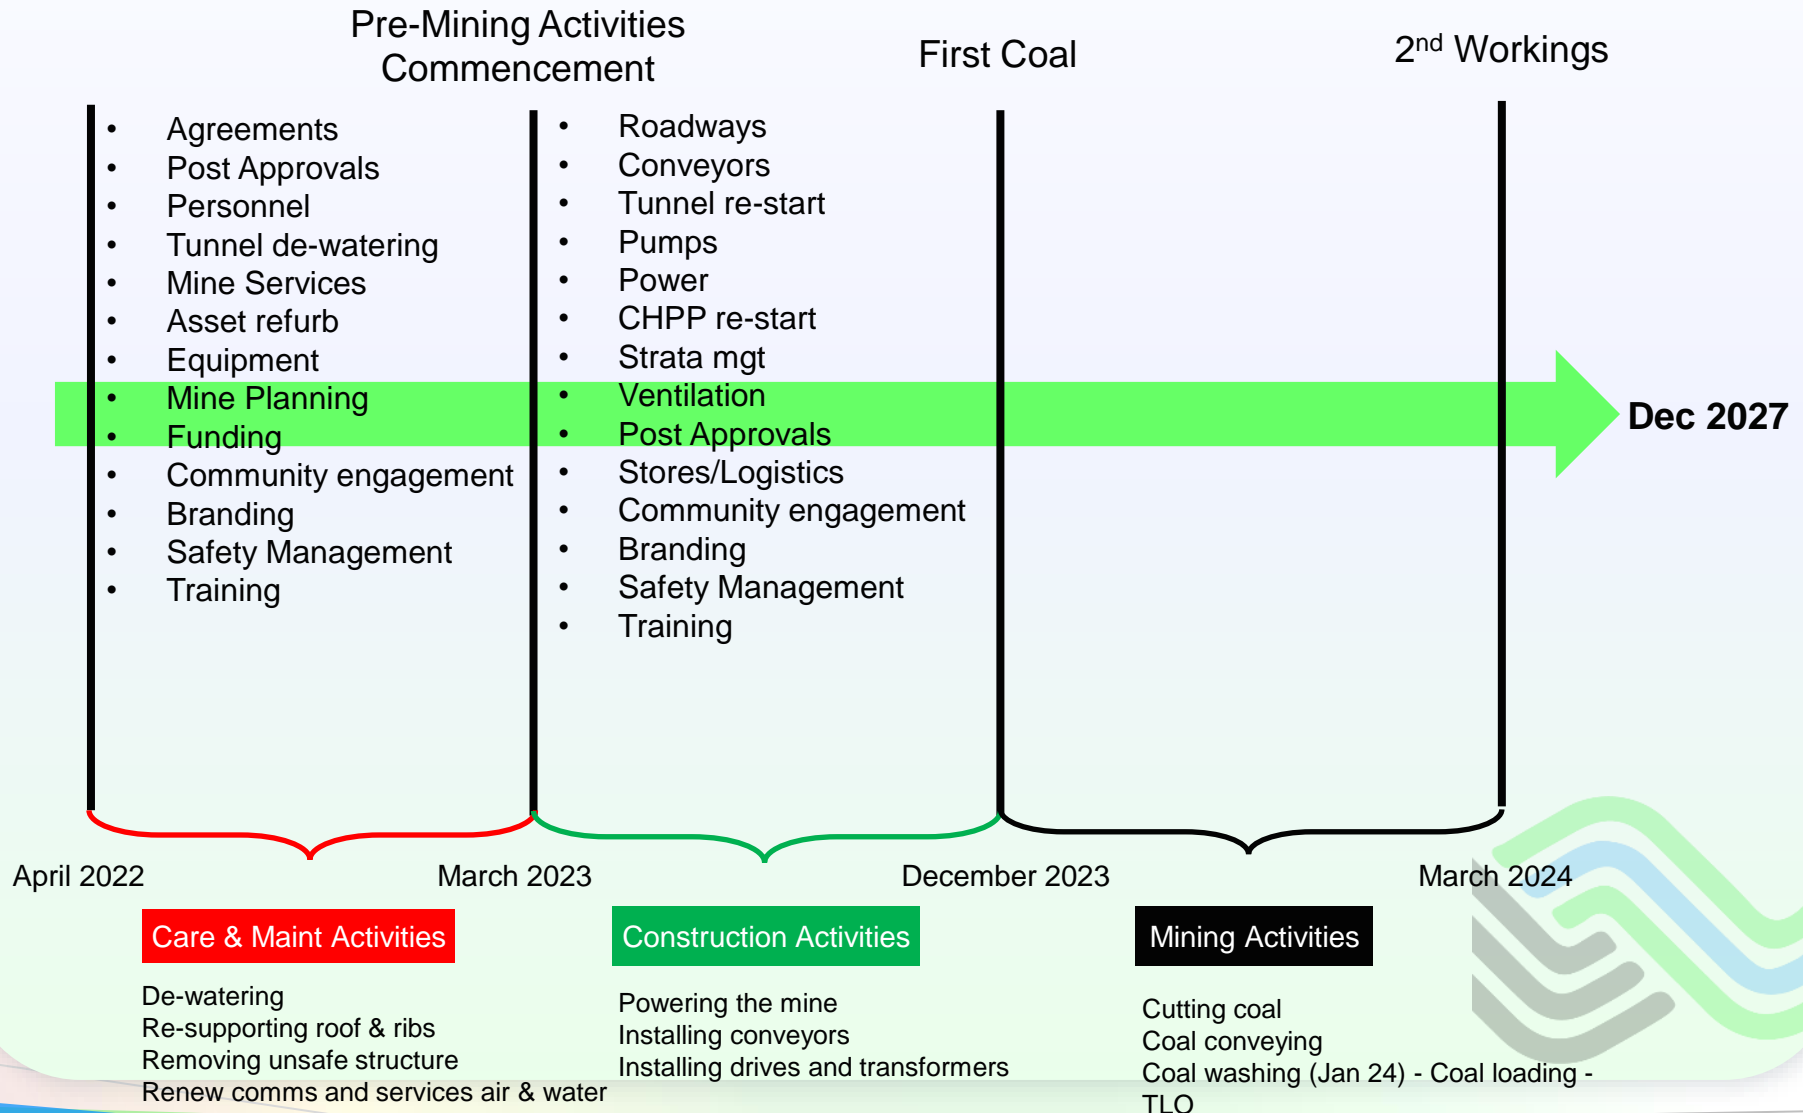 Pre-Mining Activities
Commencement
First Coal
2nd Workings
• Agreements
• Post Approvals
• Personnel
• Tunnel de-watering
• Mine Services
• Asset refurb
• Equipment
• Mine Planning
• Funding
• Community engagement
• Branding
• Safety Management
• Training
• Roadways
• Conveyors
• Tunnel re-start
• Pumps
• Power
• CHPP re-start
• Strata mgt
• Ventilation
• Post Approvals
• Stores/Logistics
• Community engagement
• Branding
• Safety Management
• Training
Dec 2027
April 2022
March 2023
December 2023
March 2024
Care & Maint Activities
De-watering
Re-supporting roof & ribs
Removing unsafe structure
Renew comms and services air & water
Construction Activities
Powering the mine
Installing conveyors
Installing drives and transformers
Mining Activities
Cutting coal
Coal conveying
Coal washing (Jan 24) - Coal loading -
TLO